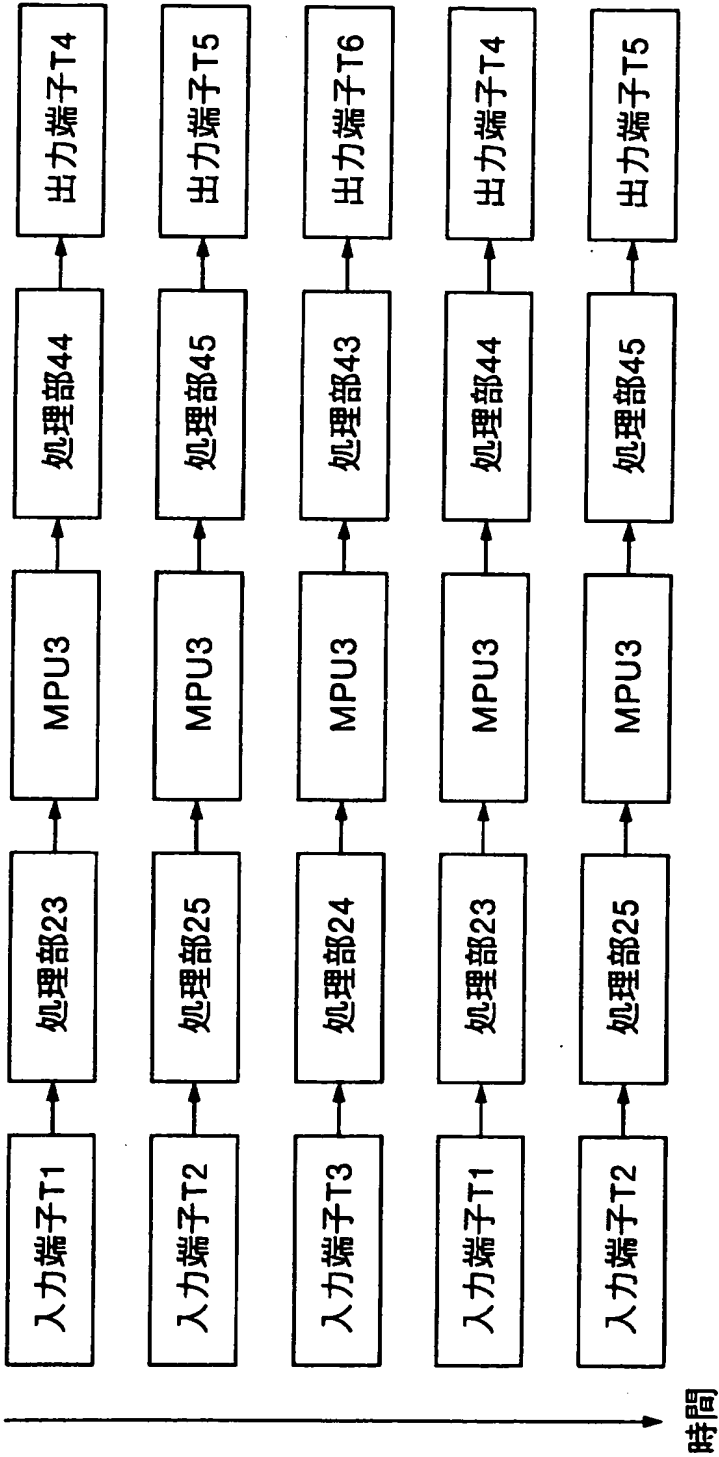 入力端子T1
処理部23
MPU3
処理部44
出力端子T4
入力端子T2
処理部25
MPU3
処理部45
出力端子T5
入力端子T3
処理部24
MPU3
処理部43
出力端子T6
入力端子T1
処理部23
MPU3
処理部44
出力端子T4
入力端子T2
処理部25
MPU3
処理部45
出力端子T5
時間